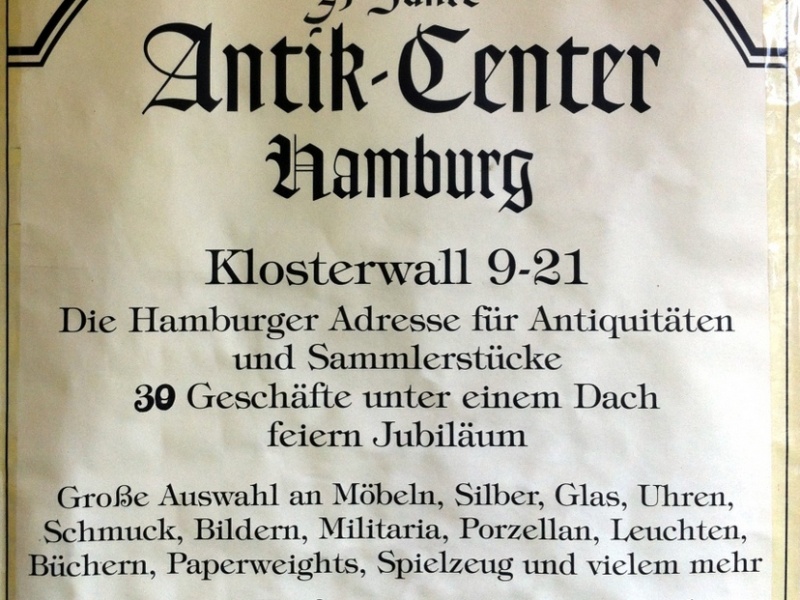 Jahre
Antik-Center
Hamburg
Klosterwall 9-21
Die Hamburger Adresse für Antiquitäten
und Sammlerstücke
30 Geschäfte unter einem Dach
feiern Jubiläum
Große Auswahl an Möbeln, Silber, Glas, Uhren,
Schmuck, Bildern, Militaria, Porzellan, Leuchten,
Büchern, Paperweights, Spielzeug und vielem mehr